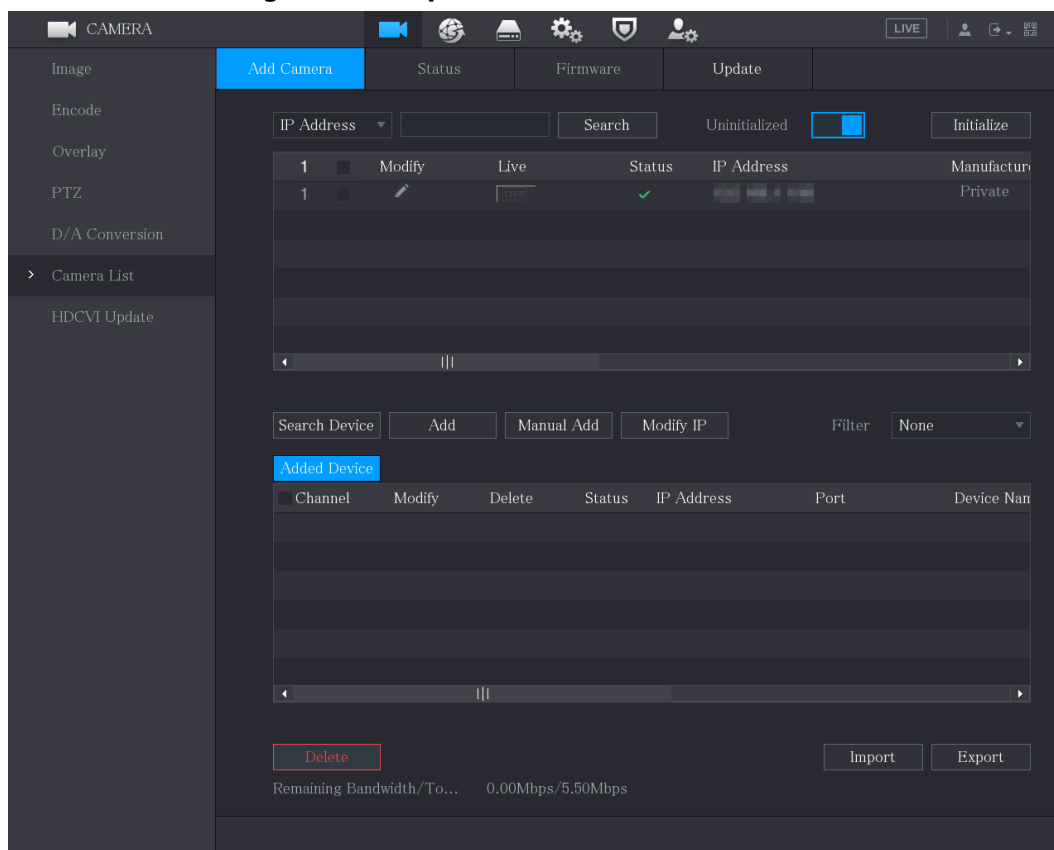 CAMERA LIVE
Image Add Camera Status Firmware Update
Encode
IP Address Search Uninitialized Initialize
Overlay
1 Modify Live Status IP Address Manufactur
PTZ
1 LIVE Private
D/A Conversion
Camera List
HDCVI Update
Search Device Add Manual Add Modify IP Filter None
Added Device
Channel Modify Delete Status IP Address Port Device Nam
Delete Import Export
Remaining Bandwidth/To... 0.00Mbps/5.50Mbps